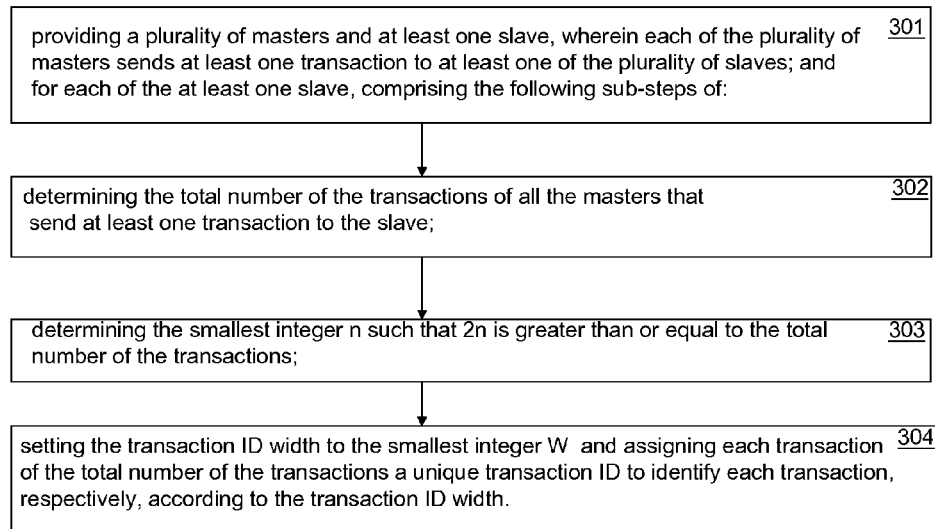 providing a plurality of masters and at least one slave, wherein each of the plurality of 301
masters sends at least one transaction to at least one of the plurality of slaves; and
for each of the at least one slave, comprising the following sub-steps of:
determining the total number of the transactions of all the masters that 302
send at least one transaction to the slave;
determining the smallest integer n such that 2n is greater than or equal to the total 303
number of the transactions;
setting the transaction ID width to the smallest integer W and assigning each transaction 304
of the total number of the transactions a unique transaction ID to identify each transaction,
respectively, according to the transaction ID width.